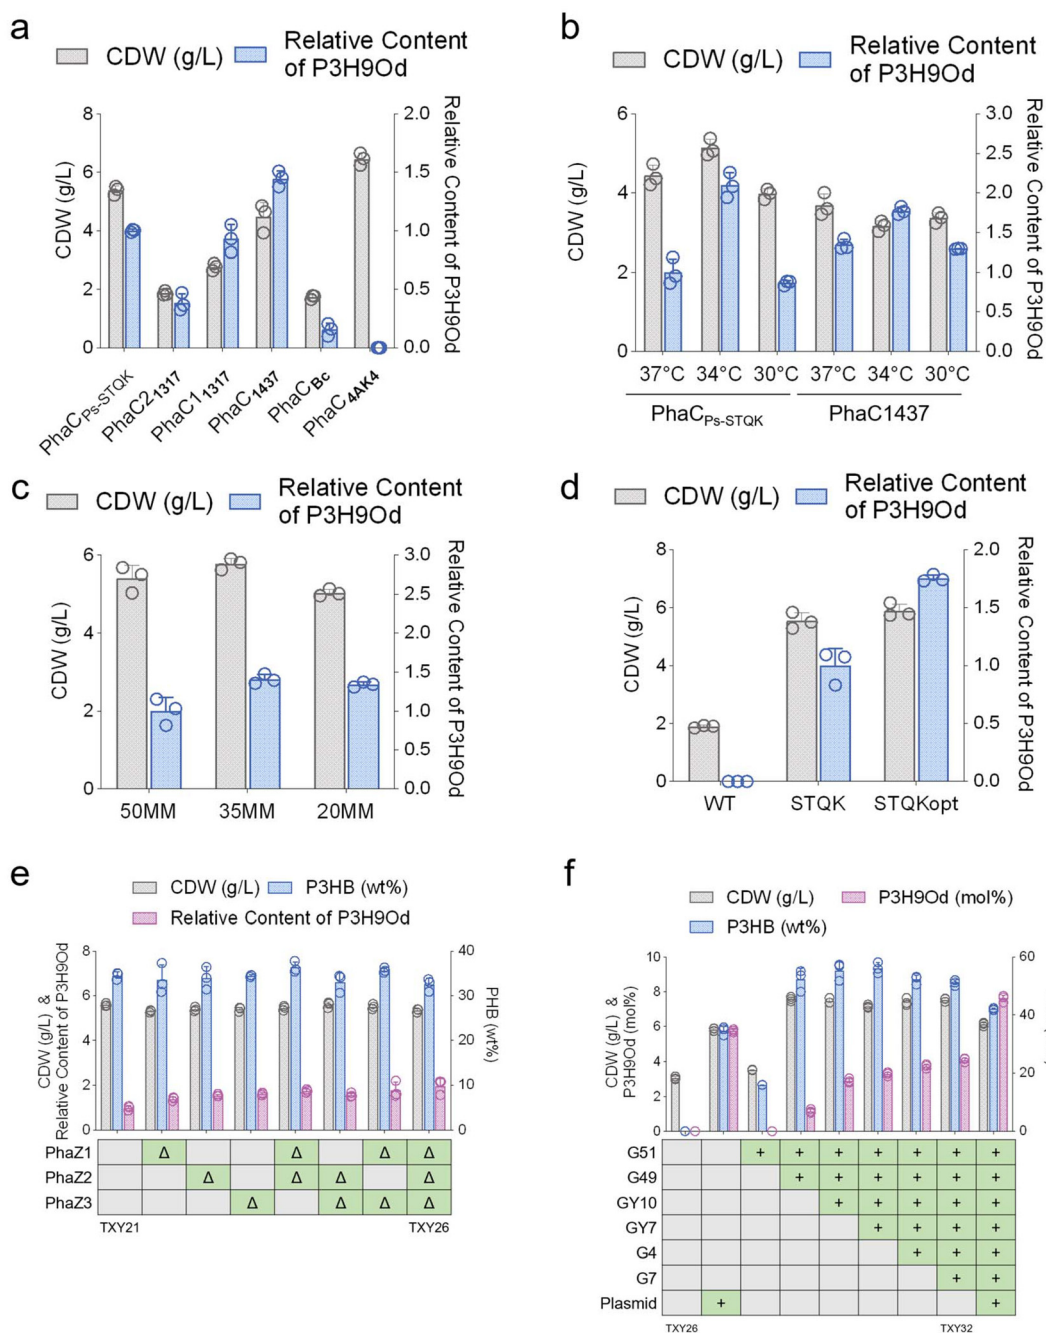 a
CDW (g/L)
Relative Content
of P3H9Od
8
6
4
2
0
CDW (g/L)
2.0
1.5
1.0
0.5
0.0
Relative Content of P3H9Od
PhaCPs-STQK
PhaC21317
PhaC11317
PhaC1437
PhaCBc
PhaC4AK4
b
CDW (g/L)
Relative Content
of P3H9Od
6
4
2
0
CDW (g/L)
3.0
2.5
2.0
1.5
1.0
0.5
0.0
Relative Content of P3H9Od
37°C 34°C 30°C 37°C 34°C 30°C
PhaCPs-STQK PhaC1437
c
CDW (g/L)
Relative Content
of P3H9Od
6
4
2
0
CDW (g/L)
3.0
2.5
2.0
1.5
1.0
0.5
0.0
Relative Content of P3H9Od
50MM 35MM 20MM
d
CDW (g/L)
Relative Content
of P3H9Od
8
6
4
2
0
CDW (g/L)
2.0
1.5
1.0
0.5
0.0
Relative Content of P3H9Od
WT STQK STQKopt
e
CDW (g/L) P3HB (wt%)
Relative Content of P3H9Od
8
6
4
2
0
CDW (g/L) &
Relative Content of P3H9Od
40
30
20
10
0
PHB (wt%)
PhaZ1 Δ Δ Δ Δ
PhaZ2 Δ Δ Δ Δ
PhaZ3 Δ Δ Δ Δ
TXY21 TXY26
f
CDW (g/L) P3H9Od (mol%)
P3HB (wt%)
10
8
6
4
2
0
CDW (g/L) &
P3H9Od (mol%)
60
40
20
0
G51 + + + + + + +
G49 + + + + + +
GY10 + + + + +
GY7 + + + +
G4 + + +
G7 + +
Plasmid + +
TXY26 TXY32